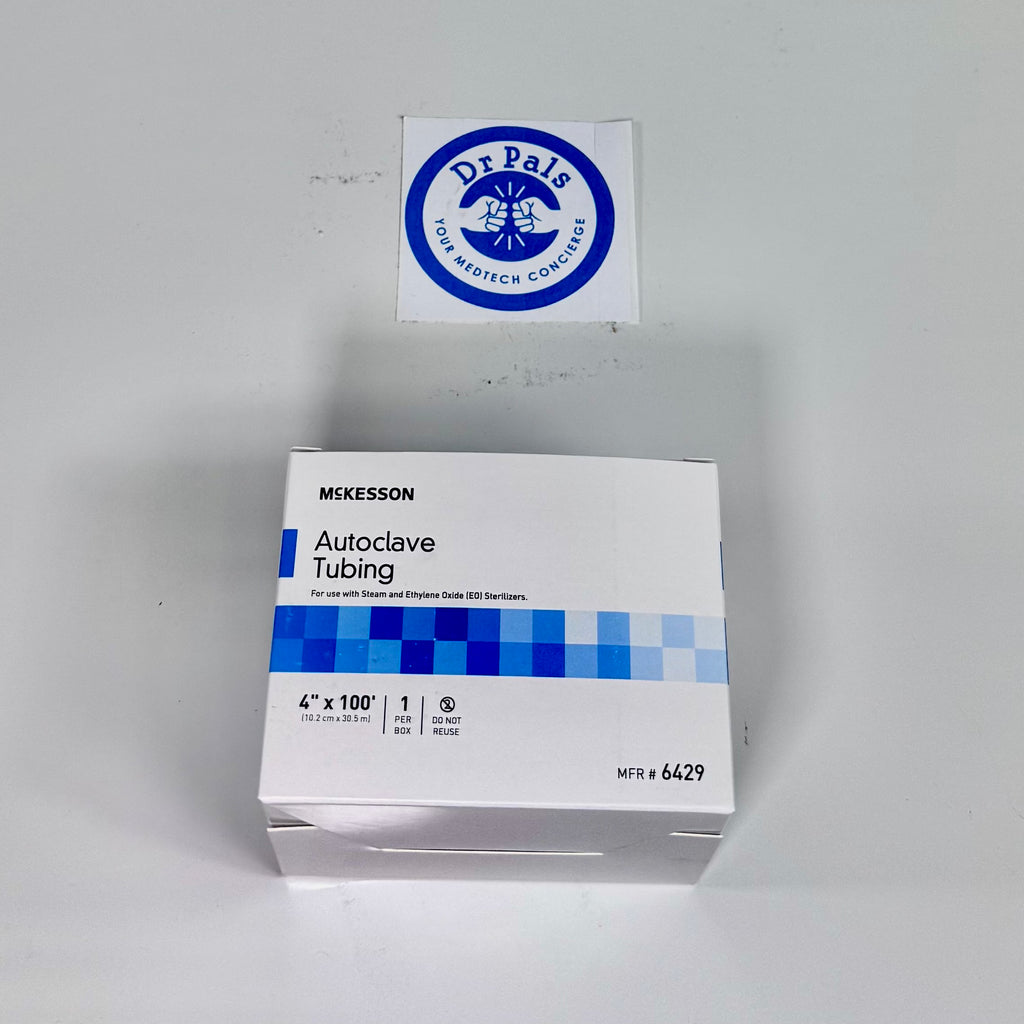 Dr Pals
YOUR MEDTECH CONCIERGE
McKESSON
Autoclave
Tubing
For use with Steam and Ethylene Oxide (EO) Sterilizers.
4" x 100'
(10.2 cm x 30.5 m)
1
PER
BOX
2
DO NOT
REUSE
MFR # 6429